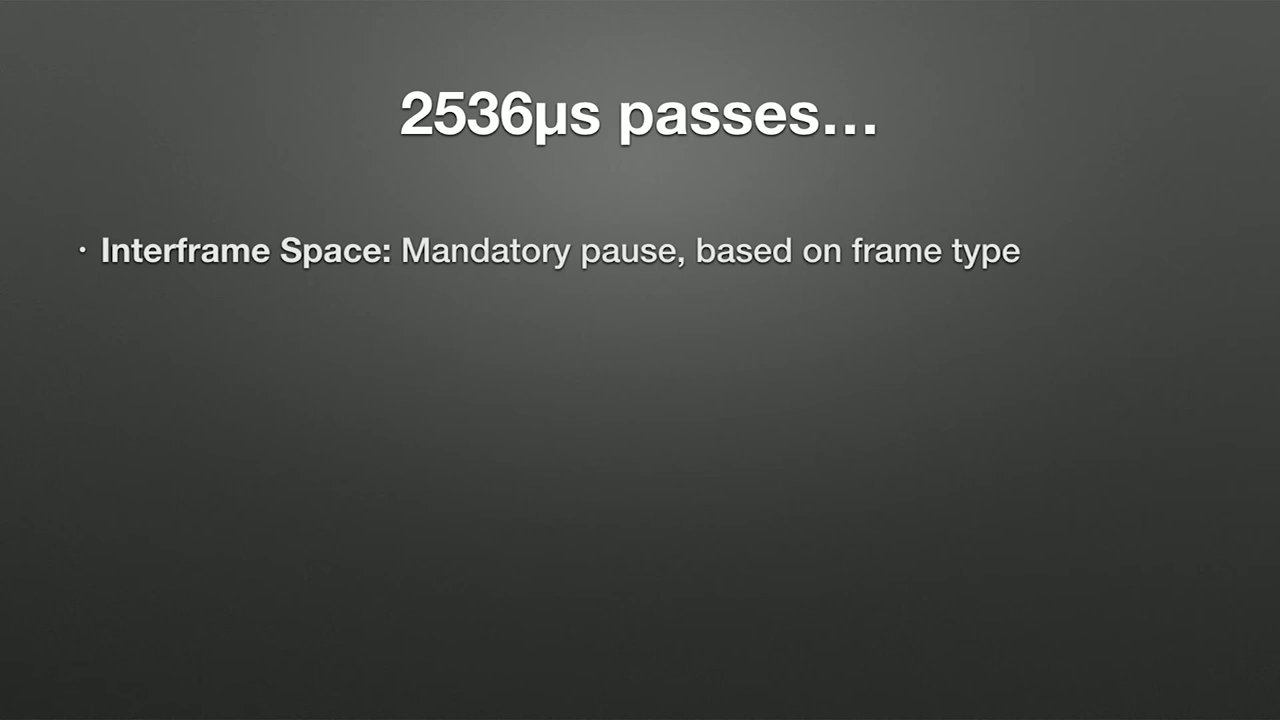 2536µs passes…
· Interframe Space: Mandatory pause, based on frame type